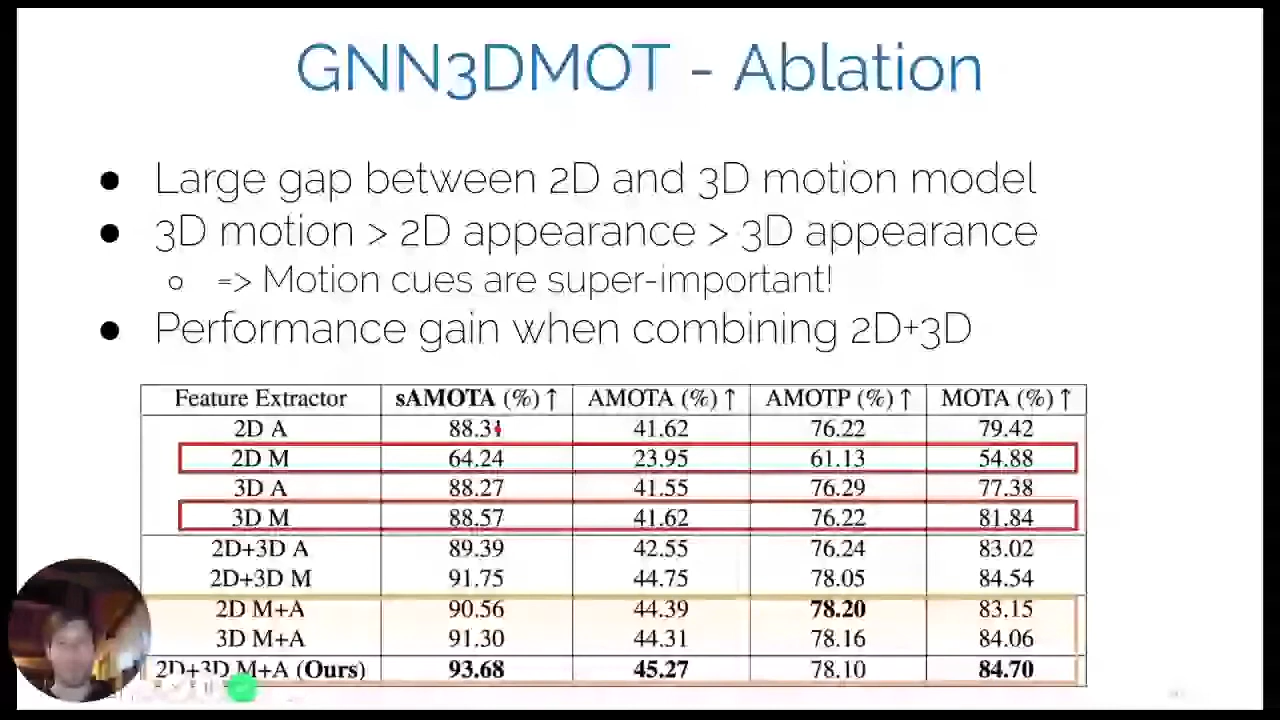 GNN3DMOT - Ablation
● Large gap between 2D and 3D motion model
● 3D motion > 2D appearance > 3D appearance
○ => Motion cues are super-important!
● Performance gain when combining 2D+3D
Feature Extractor sAMOTA (%) ↑ AMOTA (%) ↑ AMOTP (%) ↑ MOTA (%) ↑
2D A 88.31 41.62 76.22 79.42
2D M 64.24 23.95 61.13 54.88
3D A 88.27 41.55 76.29 77.38
3D M 88.57 41.62 76.22 81.84
2D+3D A 89.39 42.55 76.24 83.02
2D+3D M 91.75 44.75 78.05 84.54
2D M+A 90.56 44.39 78.20 83.15
3D M+A 91.30 44.31 78.16 84.06
2D+3D M+A (Ours) 93.68 45.27 78.10 84.70